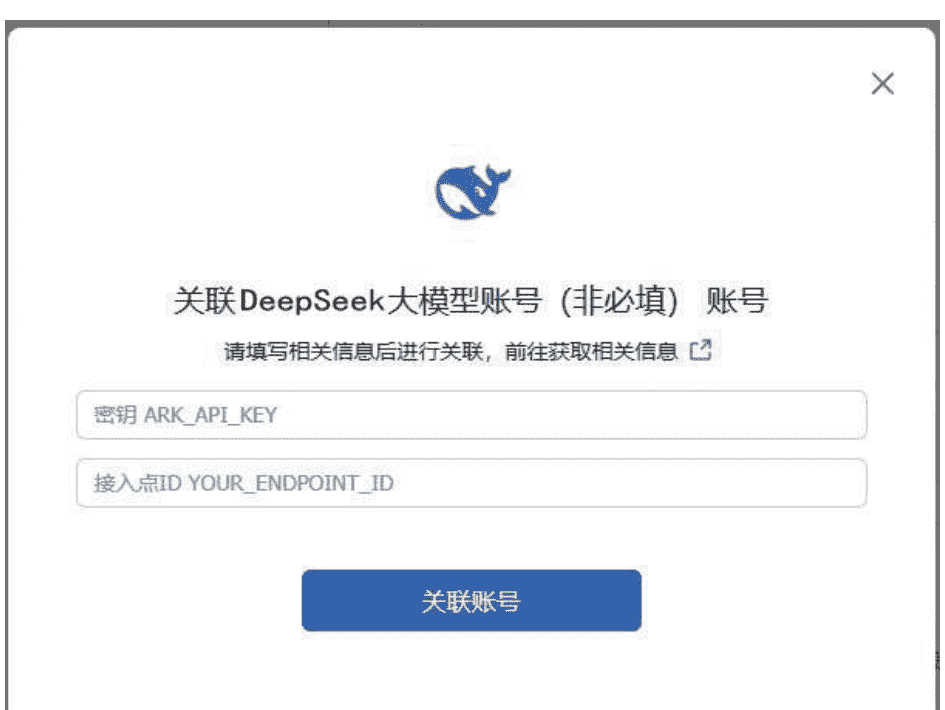 关联DeepSeek大模型账号（非必填） 账号
请填写相关信息后进行关联，前往获取相关信息
密钥 ARK_API_KEY
接入点ID YOUR_ENDPOINT_ID
关联账号